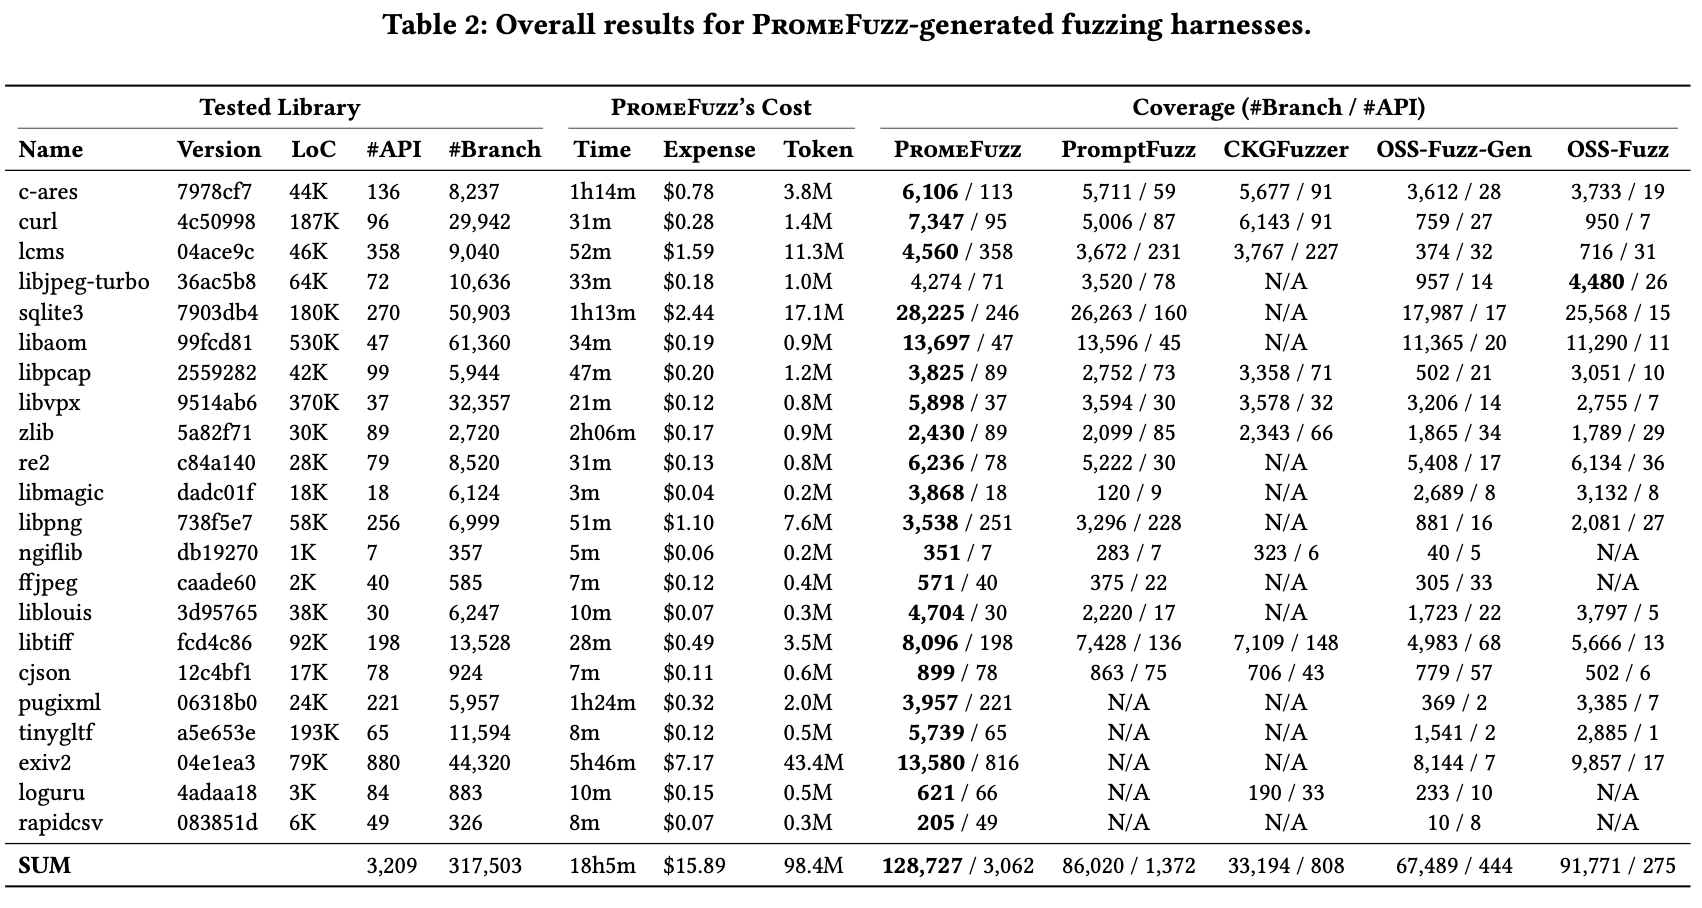 Table 2: Overall results for PromeFuzz-generated fuzzing harnesses.
Tested Library PromeFuzz's Cost Coverage (#Branch / #API)
Name Version LoC #API #Branch Time Expense Token PromeFuzz PromptFuzz CKGFuzzer OSS-Fuzz-Gen OSS-Fuzz
c-ares 7978cf7 44K 136 8,237 1h14m $0.78 3.8M 6,106 / 113 5,711 / 59 5,677 / 91 3,612 / 28 3,733 / 19
curl 4c50998 187K 96 29,942 31m $0.28 1.4M 7,347 / 95 5,006 / 87 6,143 / 91 759 / 27 950 / 7
lcms 04ace9c 46K 358 9,040 52m $1.59 11.3M 4,560 / 358 3,672 / 231 3,767 / 227 374 / 32 716 / 31
libjpeg-turbo 36ac5b8 64K 72 10,636 33m $0.18 1.0M 4,274 / 71 3,520 / 78 N/A 957 / 14 4,480 / 26
sqlite3 7903db4 180K 270 50,903 1h13m $2.44 17.1M 28,225 / 246 26,263 / 160 N/A 17,987 / 17 25,568 / 15
libaom 99fcd81 530K 47 61,360 34m $0.19 0.9M 13,697 / 47 13,596 / 45 N/A 11,365 / 20 11,290 / 11
libpcap 2559282 42K 99 5,944 47m $0.20 1.2M 3,825 / 89 2,752 / 73 3,358 / 71 502 / 21 3,051 / 10
libvpx 9514ab6 370K 37 32,357 21m $0.12 0.8M 5,898 / 37 3,594 / 30 3,578 / 32 3,206 / 14 2,755 / 7
zlib 5a82f71 30K 89 2,720 2h06m $0.17 0.9M 2,430 / 89 2,099 / 85 2,343 / 66 1,865 / 34 1,789 / 29
re2 c84a140 28K 79 8,520 31m $0.13 0.8M 6,236 / 78 5,222 / 30 N/A 5,408 / 17 6,134 / 36
libmagic dadc01f 18K 18 6,124 3m $0.04 0.2M 3,868 / 18 120 / 9 N/A 2,689 / 8 3,132 / 8
libpng 738f5e7 58K 256 6,999 51m $1.10 7.6M 3,538 / 251 3,296 / 228 N/A 881 / 16 2,081 / 27
ngiflib db19270 1K 7 357 5m $0.06 0.2M 351 / 7 283 / 7 323 / 6 40 / 5 N/A
ffjpeg caade60 2K 40 585 7m $0.12 0.4M 571 / 40 375 / 22 N/A 305 / 33 N/A
liblouis 3d95765 38K 30 6,247 10m $0.07 0.3M 4,704 / 30 2,220 / 17 N/A 1,723 / 22 3,797 / 5
libtiff fcd4c86 92K 198 13,528 28m $0.49 3.5M 8,096 / 198 7,428 / 136 7,109 / 148 4,983 / 68 5,666 / 13
cjson 12c4bf1 17K 78 924 7m $0.11 0.6M 899 / 78 863 / 75 706 / 43 779 / 57 502 / 6
pugixml 06318b0 24K 221 5,957 1h24m $0.32 2.0M 3,957 / 221 N/A N/A 369 / 2 3,385 / 7
tinygltf a5e653e 193K 65 11,594 8m $0.12 0.5M 5,739 / 65 N/A N/A 1,541 / 2 2,885 / 1
exiv2 04e1ea3 79K 880 44,320 5h46m $7.17 43.4M 13,580 / 816 N/A N/A 8,144 / 7 9,857 / 17
loguru 4adaa18 3K 84 883 10m $0.15 0.5M 621 / 66 N/A 190 / 33 233 / 10 N/A
rapidcsv 083851d 6K 49 326 8m $0.07 0.3M 205 / 49 N/A N/A 10 / 8 N/A
SUM 3,209 317,503 18h5m $15.89 98.4M 128,727 / 3,062 86,020 / 1,372 33,194 / 808 67,489 / 444 91,771 / 275